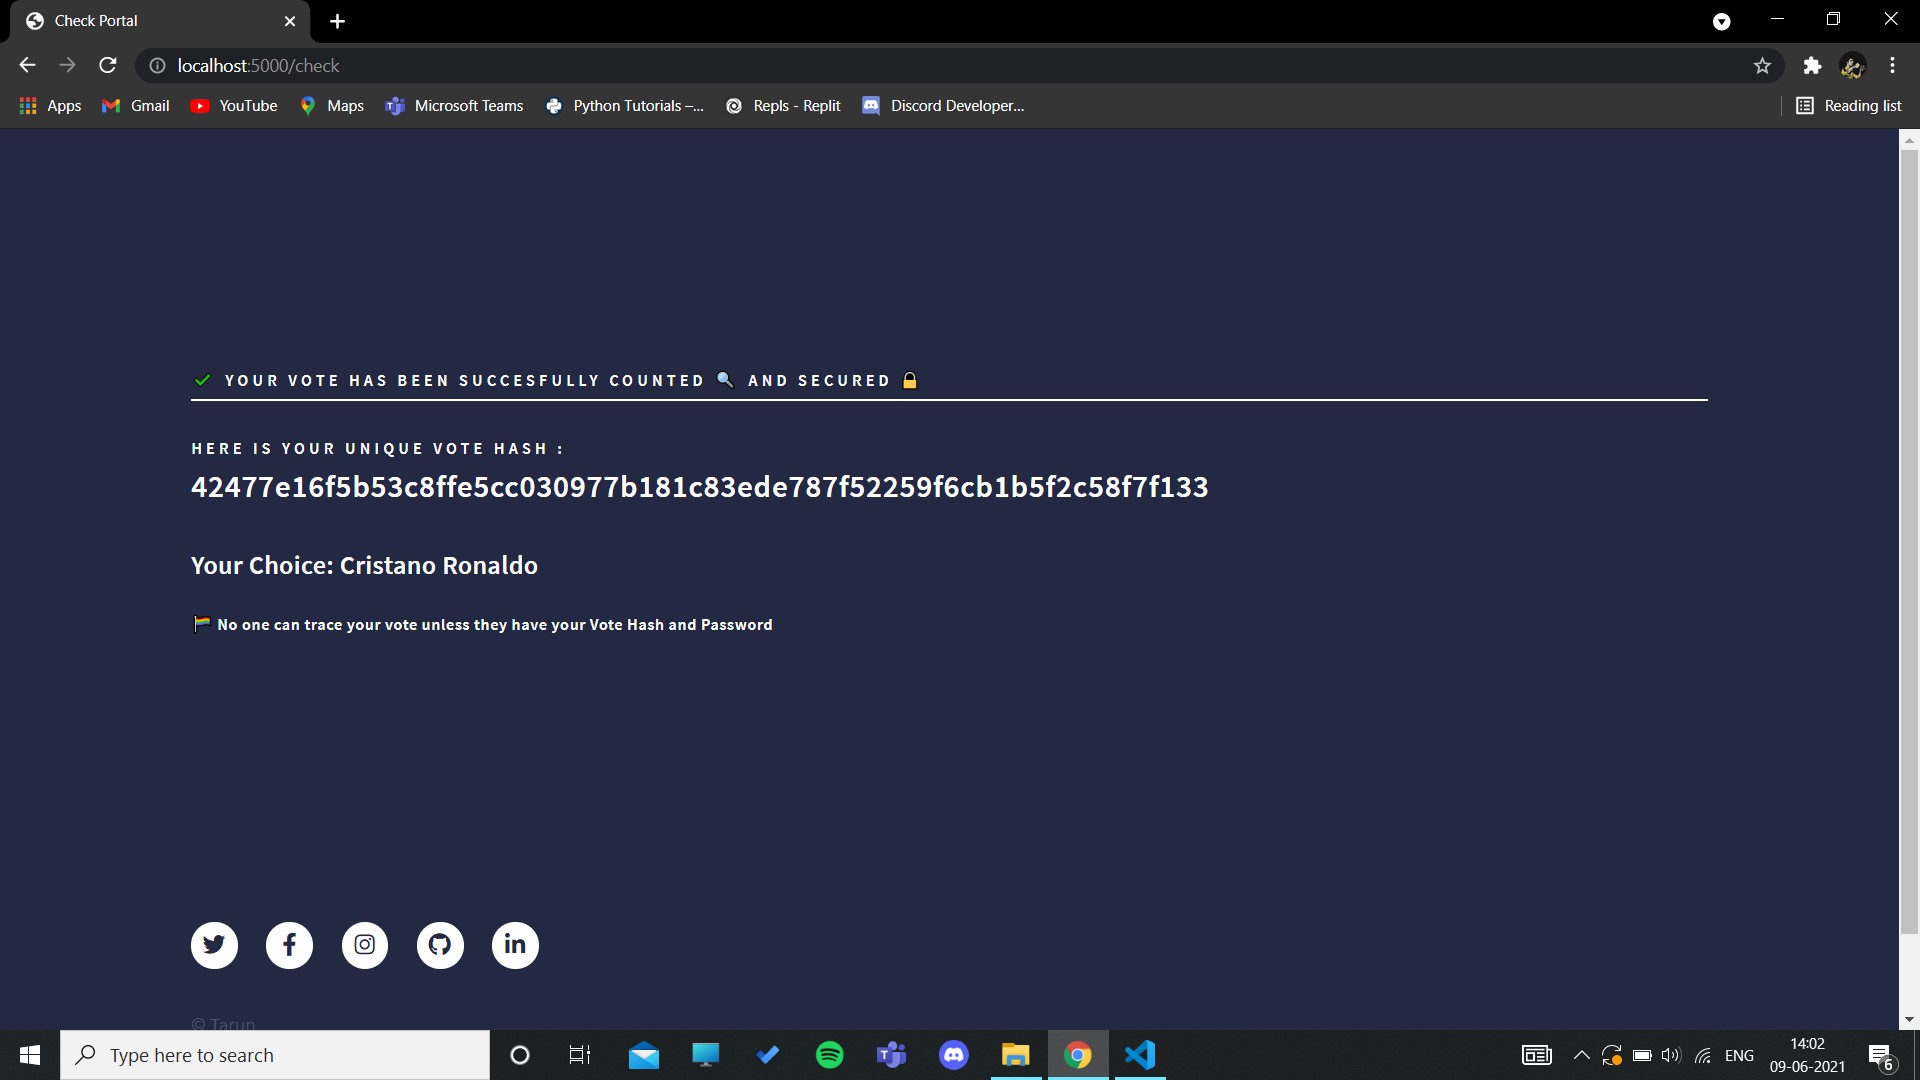 Check Portal
localhost:5000/check
Apps Gmail YouTube Maps Microsoft Teams Python Tutorials –... Repls - Replit Discord Developer... Reading list
YOUR VOTE HAS BEEN SUCCESFULLY COUNTED 🔍 AND SECURED 🔒
HERE IS YOUR UNIQUE VOTE HASH :
42477e16f5b53c8ffe5cc030977b181c83ede787f52259f6cb1b5f2c58f7f133
Your Choice: Cristano Ronaldo
No one can trace your vote unless they have your Vote Hash and Password
© Tarun
Type here to search
ENG
14:02
09-06-2021
6